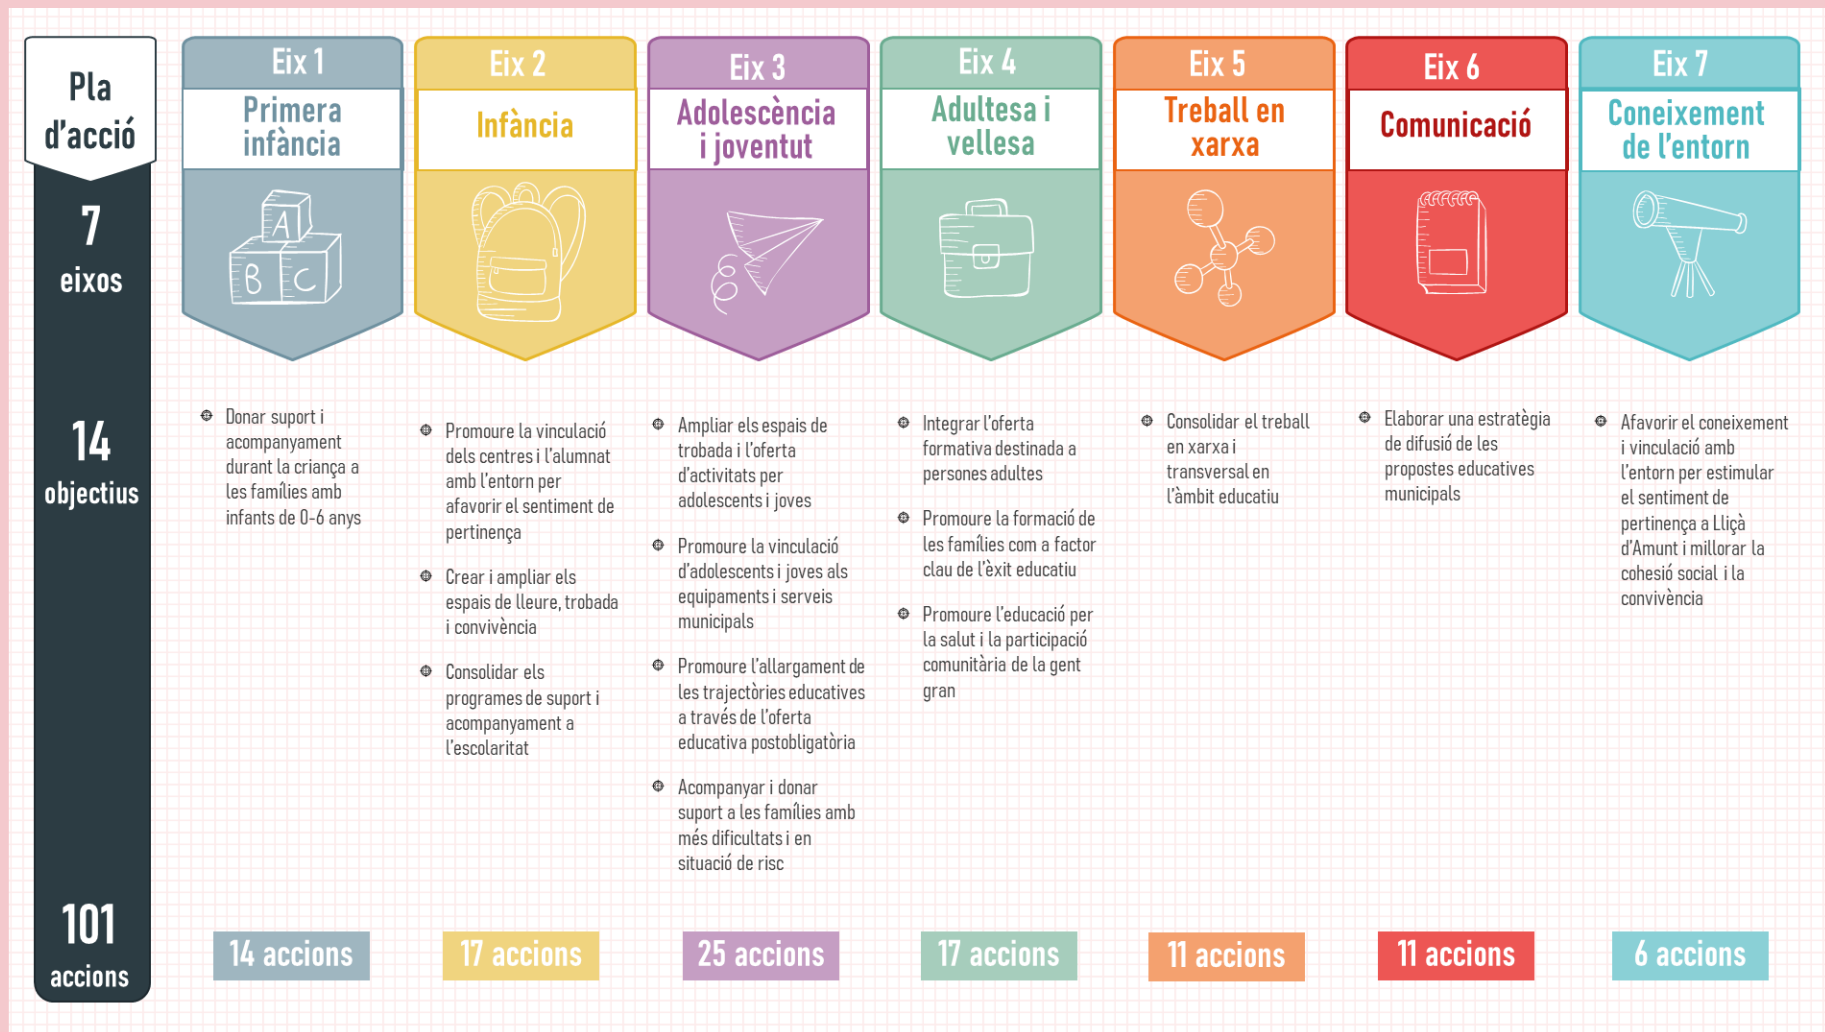 Pla
d'acció
7
eixos
14
objectius
101
accions
Eix 1
Primera
infància
A
B C
Donar suport i
acompanyament
durant la criança a
les famílies amb
infants de 0-6 anys
14 accions
Eix 2
Infància
Promoure la vinculació
dels centres i l'alumnat
amb l'entorn per
afavorir el sentiment de
pertinença
Crear i ampliar els
espais de lleure, trobada
i convivència
Consolidar els
programes de suport i
acompanyament a
l'escolaritat
17 accions
Eix 3
Adolescència
i joventut
Ampliar els espais de
trobada i l'oferta
d'activitats per
adolescents i joves
Promoure la vinculació
d'adolescents i joves als
equipaments i serveis
municipals
Promoure l'allargament de
les trajectòries educatives
a través de l'oferta
educativa postobligatòria
Acompanyar i donar
suport a les famílies amb
més dificultats i en
situació de risc
25 accions
Eix 4
Adultesa i
vellesa
Integrar l'oferta
formativa destinada a
persones adultes
Promoure la formació de
les famílies com a factor
clau de l'èxit educatiu
Promoure l'educació per
la salut i la participació
comunitària de la gent
gran
17 accions
Eix 5
Treball en
xarxa
Consolidar el treball
en xarxa i
transversal en
l'àmbit educatiu
11 accions
Eix 6
Comunicació
Elaborar una estratègia
de difusió de les
propostes educatives
municipals
11 accions
Eix 7
Coneixement
de l'entorn
Afavorir el coneixement
i vinculació amb
l'entorn per estimular
el sentiment de
pertinença a Lliçà
d'Amunt i millorar la
cohesió social i la
convivència
6 accions